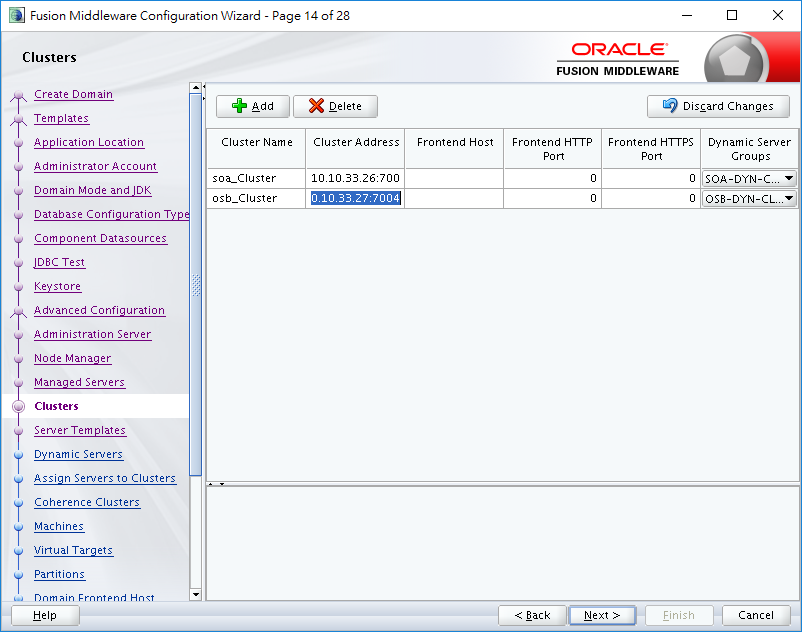 Fusion Middleware Configuration Wizard - Page 14 of 28
Clusters
ORACLE
FUSION MIDDLEWARE
Create Domain
Templates
Application Location
Administrator Account
Domain Mode and JDK
Database Configuration Type
Component Datasources
JDBC Test
Keystore
Advanced Configuration
Administration Server
Node Manager
Managed Servers
Clusters
Server Templates
Dynamic Servers
Assign Servers to Clusters
Coherence Clusters
Machines
Virtual Targets
Partitions
Domain Frontend Host
Add Delete Discard Changes
Cluster Name Cluster Address Frontend Host Frontend HTTP Port Frontend HTTPS Port Dynamic Server Groups
soa_Cluster 10.10.33.26:700 0 0 SOA-DYN-C...
osb_Cluster 0.10.33.27:7004 0 0 OSB-DYN-CL...
Help < Back Next > Finish Cancel